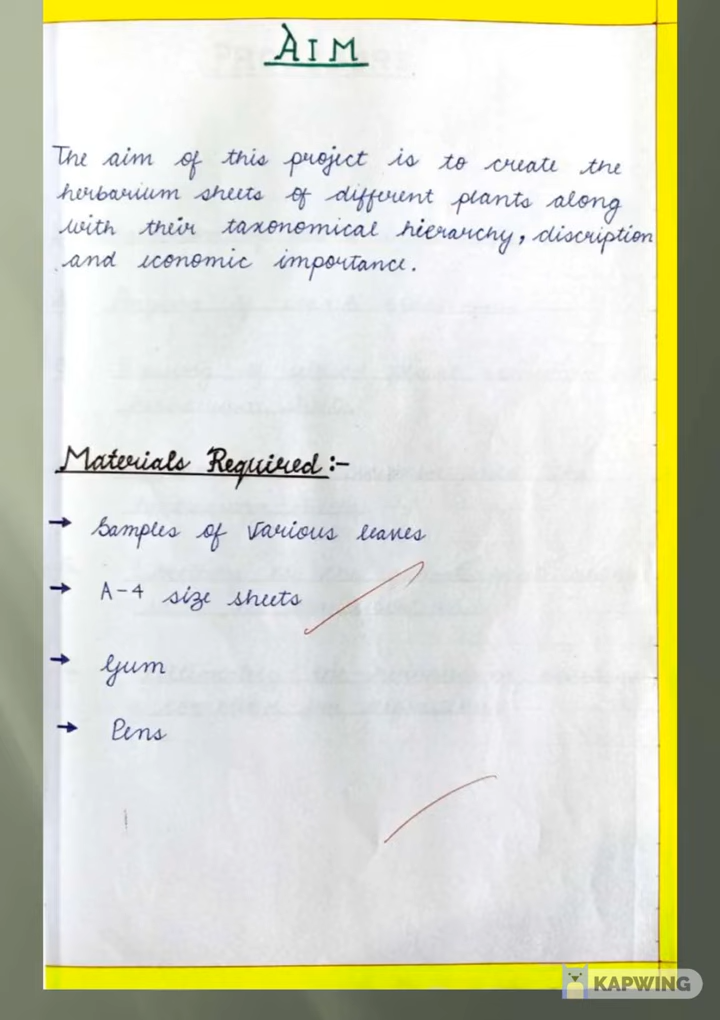 AIM
The aim of this project is to create the
herbarium sheets of different plants along
with their taxonomical hierarchy, discription
and economic importance.
Materials Required :-
→ Samples of various leaves
→ A-4 size sheets
→ Gum
→ Pens
KAPWING